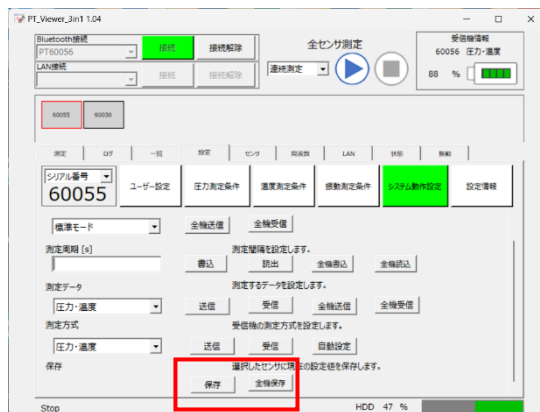 PT_Viewer_3in1 1.04
Bluetooth接続
PT60056
接続
接続解除
LAN接続
接続
接続解除
全センサ測定
連続測定
受信機情報
60056 圧力・温度
88 %
60055
60038
測定
ログ
一覧
設定
センサ
周波数
LAN
状態
振動
シリアル番号
60055
ユーザー設定
圧力測定条件
温度測定条件
振動測定条件
システム動作設定
設定情報
標準モード
全機送信
全機受信
測定周期 [s]
測定間隔を設定します。
書込
読出
全機書込
全機読込
測定データ
測定するデータを設定します。
圧力・温度
送信
受信
全機送信
全機受信
測定方式
受信機の測定方式を設定します。
圧力・温度
送信
受信
自動設定
保存
選択したセンサに現在の設定値を保存します。
保存
全機保存
Stop
HDD 47 %